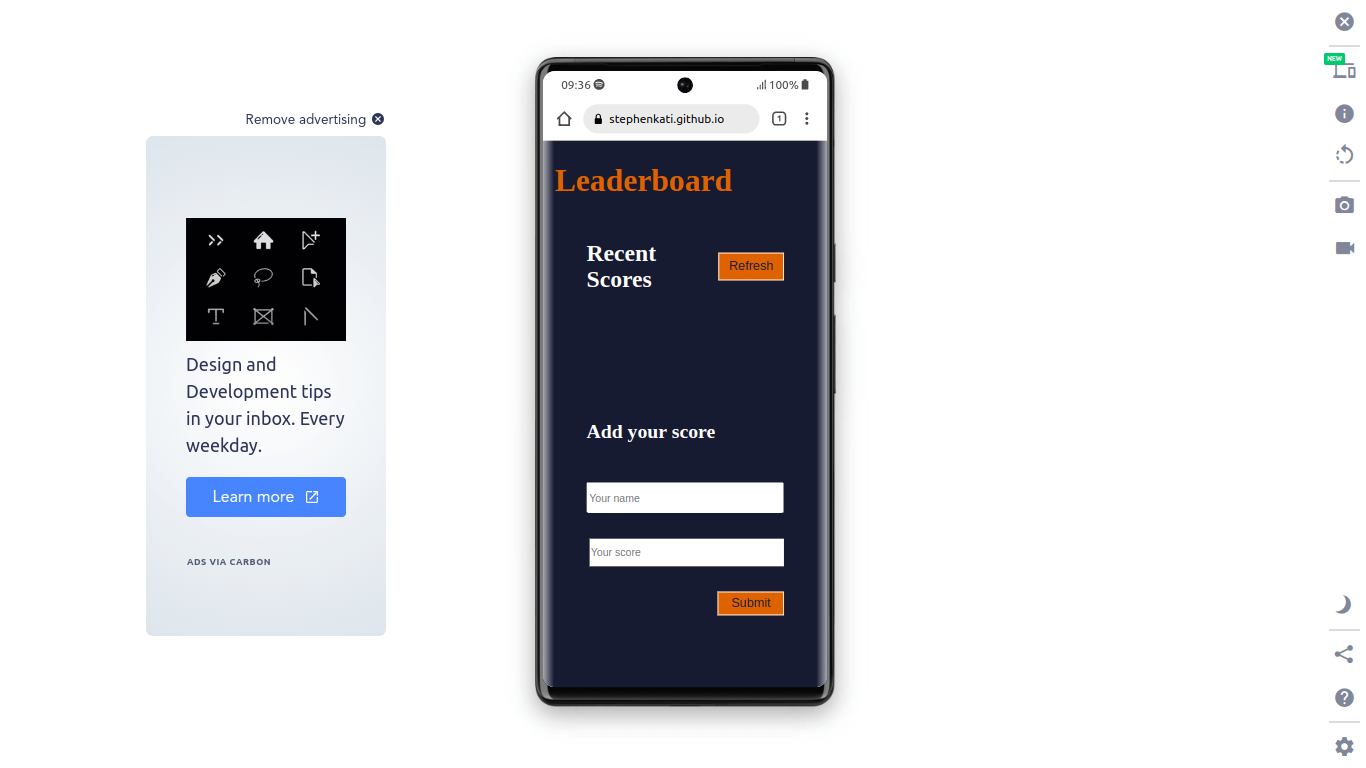 Remove advertising
Design and
Development tips
in your inbox. Every
weekday.
Learn more
ADS VIA CARBON
09:36
100%
stephenkati.github.io
1
Leaderboard
Recent
Scores
Refresh
Add your score
Your name
Your score
Submit
NEW